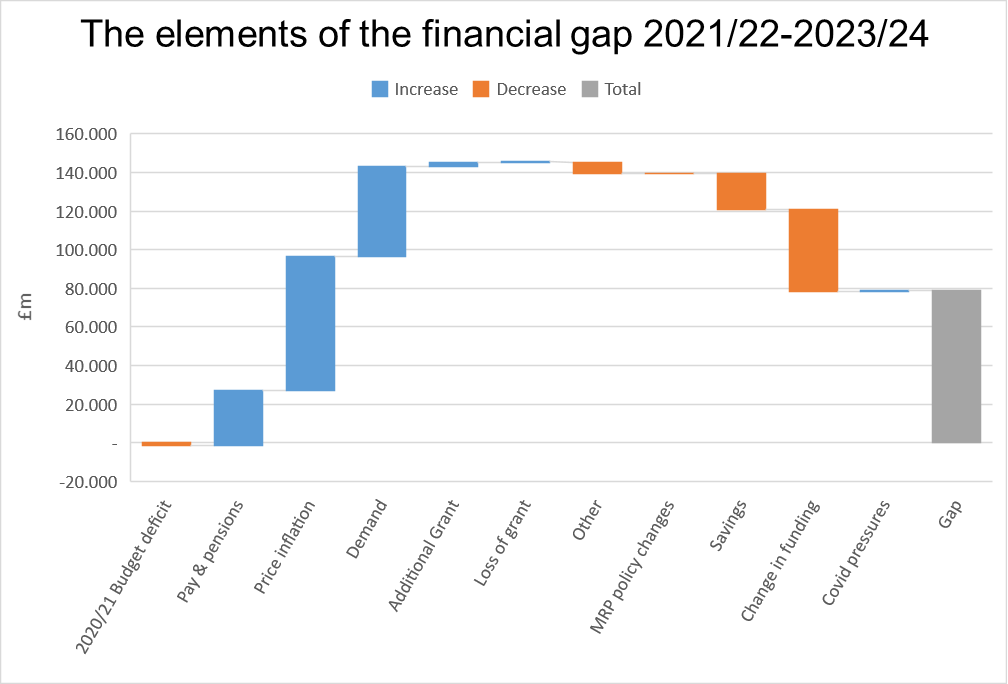 The elements of the financial gap 2021/22-2023/24
Increase Decrease Total
160.000
140.000
120.000
100.000
80.000
60.000
40.000
20.000
-
-20.000
£m
2020/21 Budget deficit
Pay & pensions
Price inflation
Demand
Additional Grant
Loss of grant
Other
MRP policy changes
Savings
Change in funding
Covid pressures
Gap